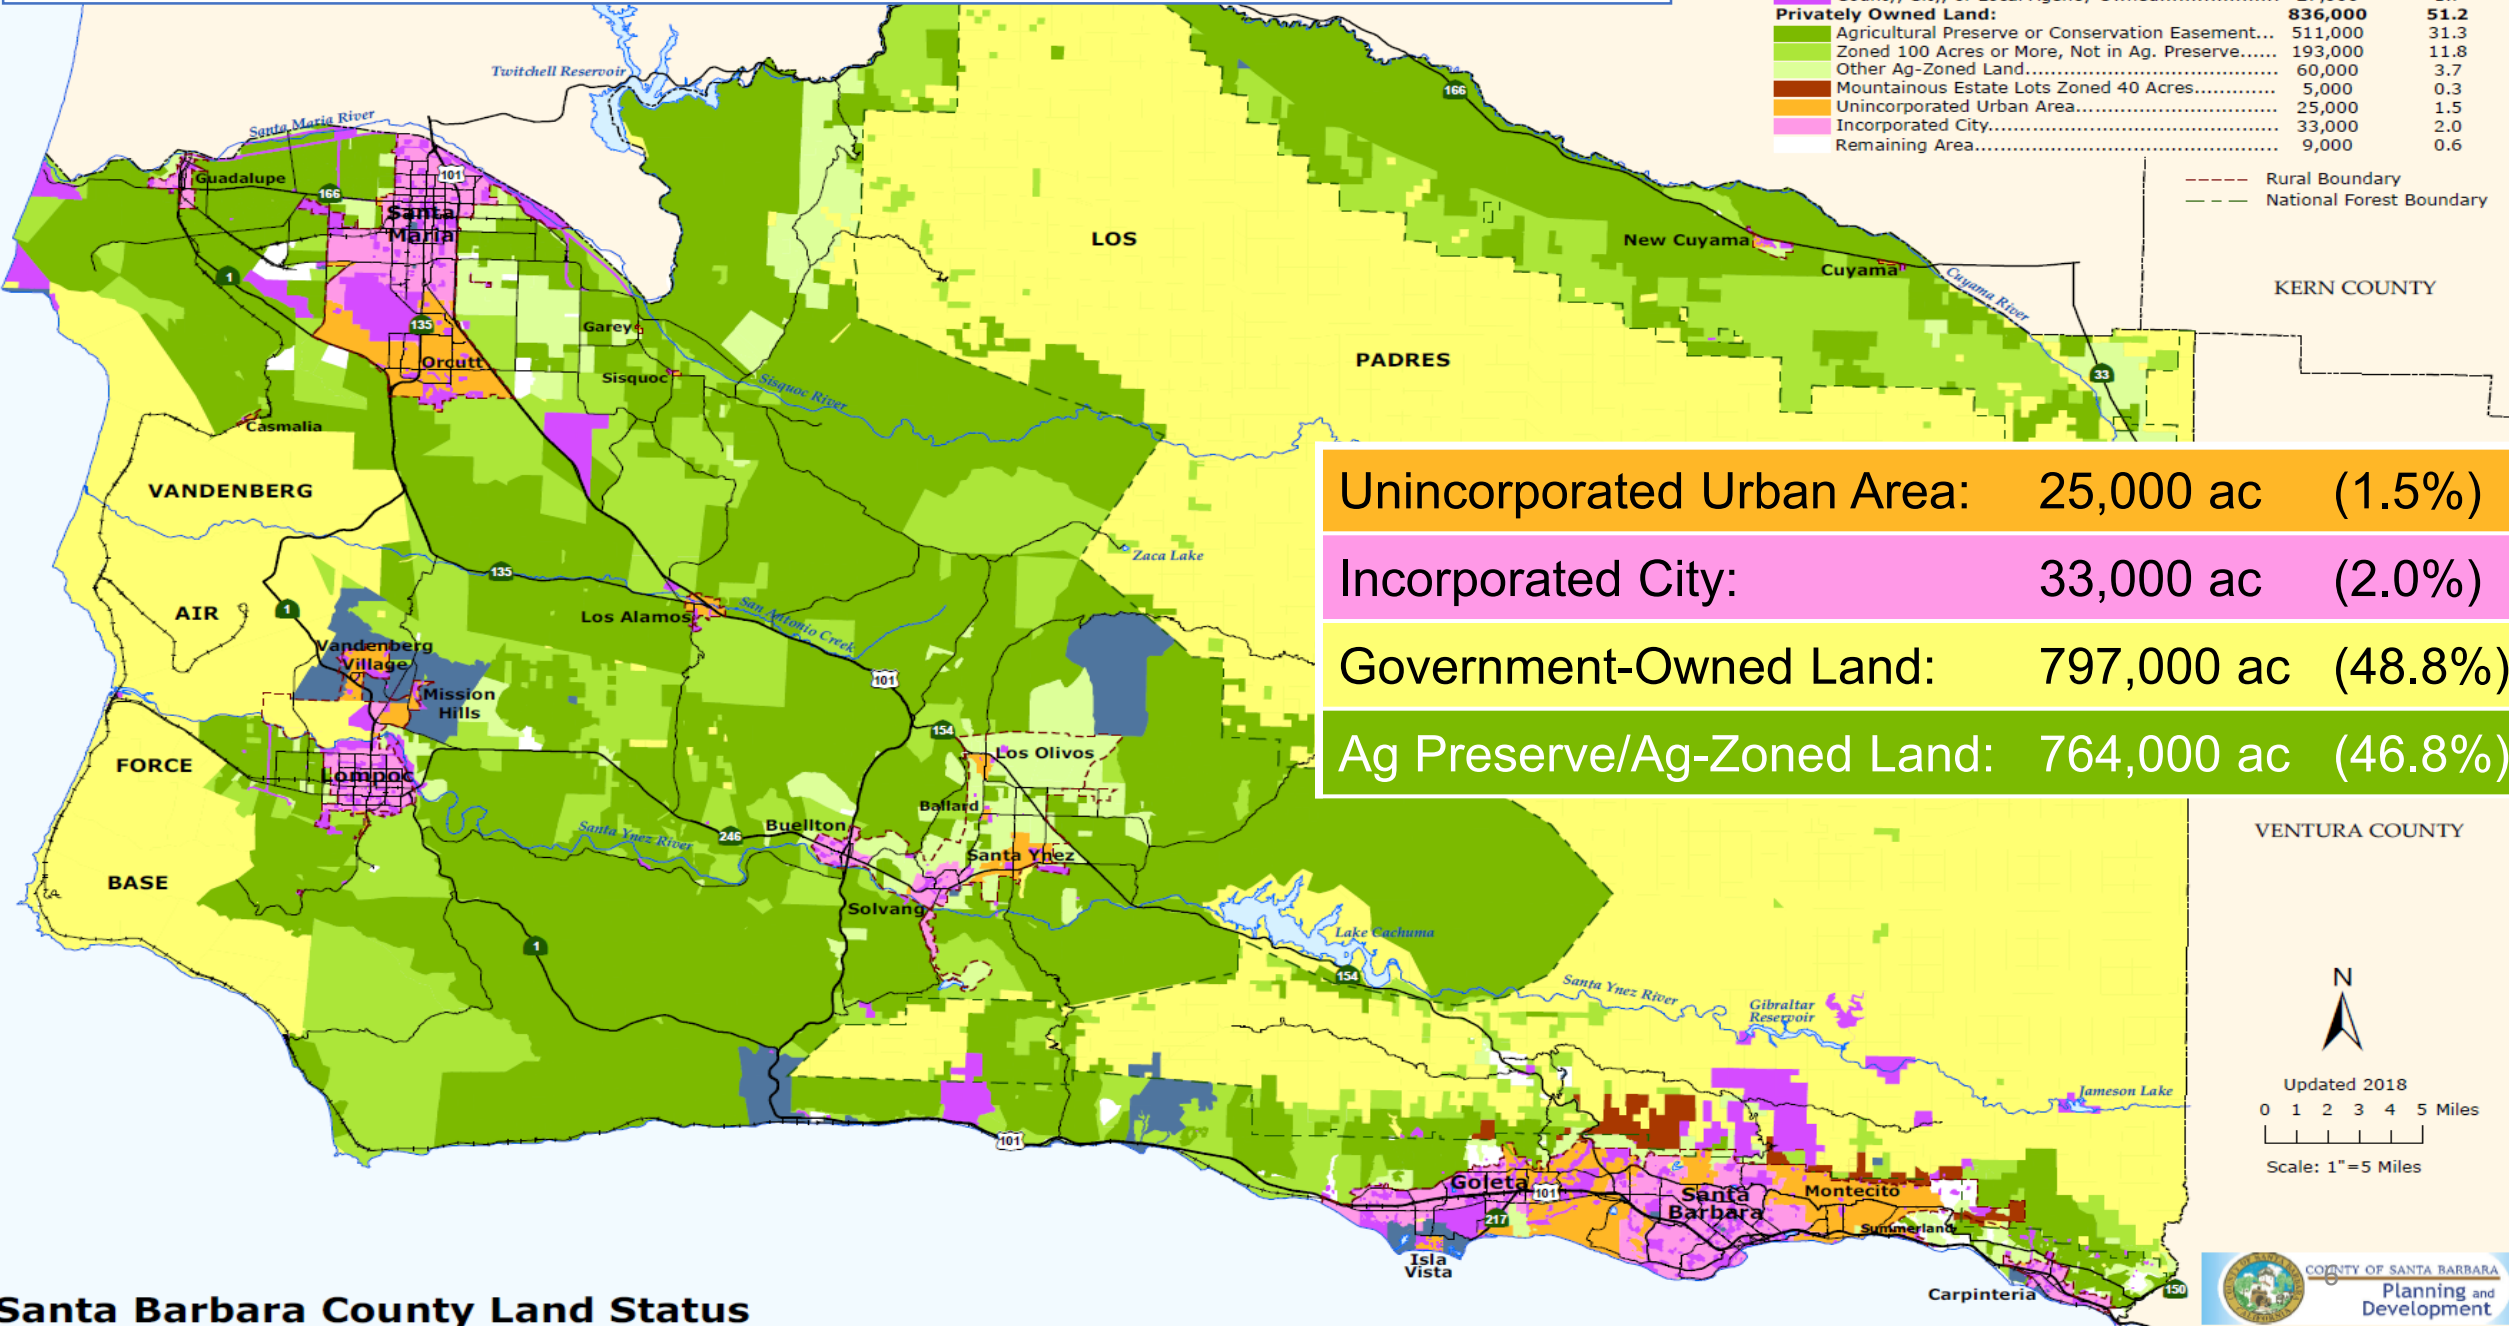 Privately Owned Land: 836,000 51.2
Agricultural Preserve or Conservation Easement... 511,000 31.3
Zoned 100 Acres or More, Not in Ag. Preserve...... 193,000 11.8
Other Ag-Zoned Land...................................... 60,000 3.7
Mountainous Estate Lots Zoned 40 Acres............ 5,000 0.3
Unincorporated Urban Area.............................. 25,000 1.5
Incorporated City........................................... 33,000 2.0
Remaining Area............................................. 9,000 0.6
Rural Boundary
National Forest Boundary
Twitchell Reservoir
166
Santa Maria River
Guadalupe
166
101
Santa
Maria
LOS
New Cuyama
Cuyama
Cuyama River
KERN COUNTY
1
135
Garey
Orcutt
Sisquoc
Sisquoc River
PADRES
33
Casmalia
VANDENBERG
Unincorporated Urban Area: 25,000 ac (1.5%)
Incorporated City: 33,000 ac (2.0%)
Government-Owned Land: 797,000 ac (48.8%)
Ag Preserve/Ag-Zoned Land: 764,000 ac (46.8%)
Zaca Lake
135
AIR
1
Los Alamos
San Antonio Creek
Vandenberg
Village
Mission
Hills
101
154
Los Olivos
FORCE
Lompoc
Ballard
Buellton
246
Santa Ynez River
Santa Ynez
VENTURA COUNTY
BASE
Solvang
1
Lake Cachuma
154
Santa Ynez River
Gibraltar
Reservoir
N
Updated 2018
0 1 2 3 4 5 Miles
Scale: 1"=5 Miles
Jameson Lake
101
Goleta
101
Santa
Barbara
Montecito
217
Summerland
Isla
Vista
Carpinteria
150
COUNTY OF SANTA BARBARA
Planning and
Development
Santa Barbara County Land Status